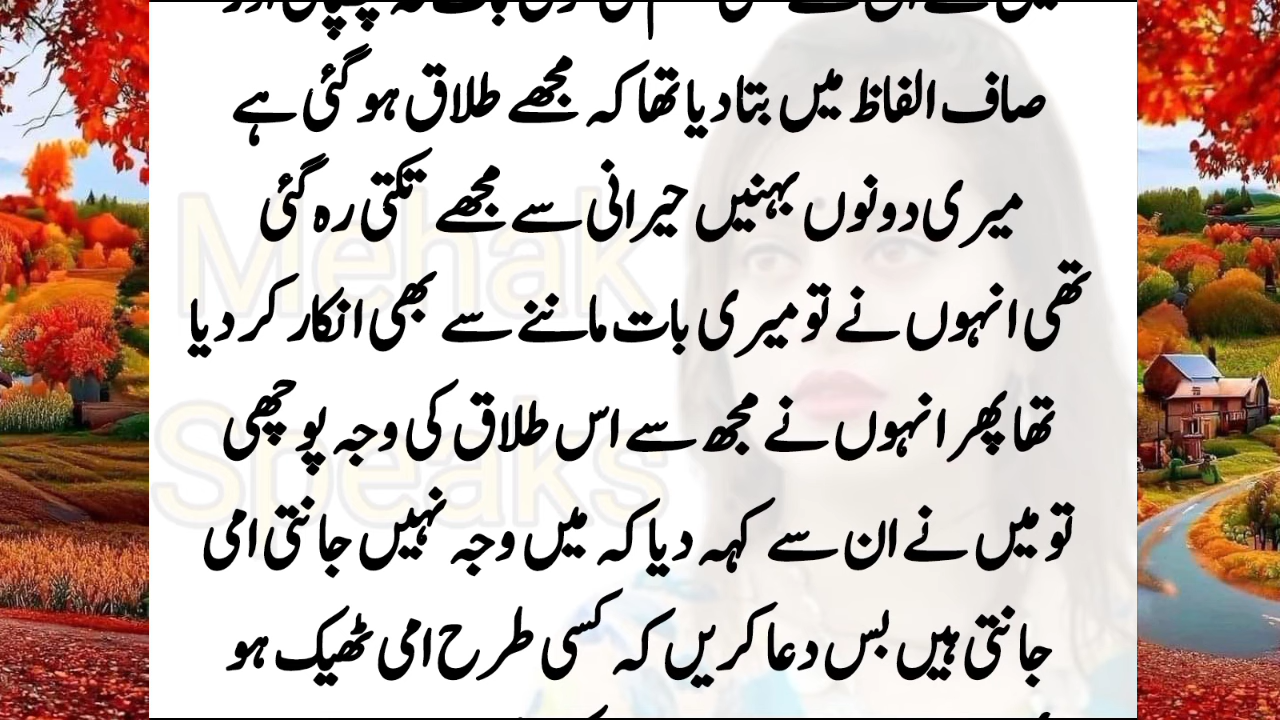 صاف الفاظ میں بتا دیا تھا کہ مجھے طلاق ہو گئی ہے
میری دونوں بہنیں حیرانی سے مجھے تکتی رہ گئی
تھی انہوں نے تو میری بات ماننے سے بھی انکار کر دیا
تھا پھر انہوں نے مجھ سے اس طلاق کی وجہ پوچھی
تو میں نے ان سے کہہ دیا کہ میں وجہ نہیں جانتی امی
جانتی ہیں بس دعا کریں کہ کسی طرح امی ٹھیک ہو
Mehak
Speaks